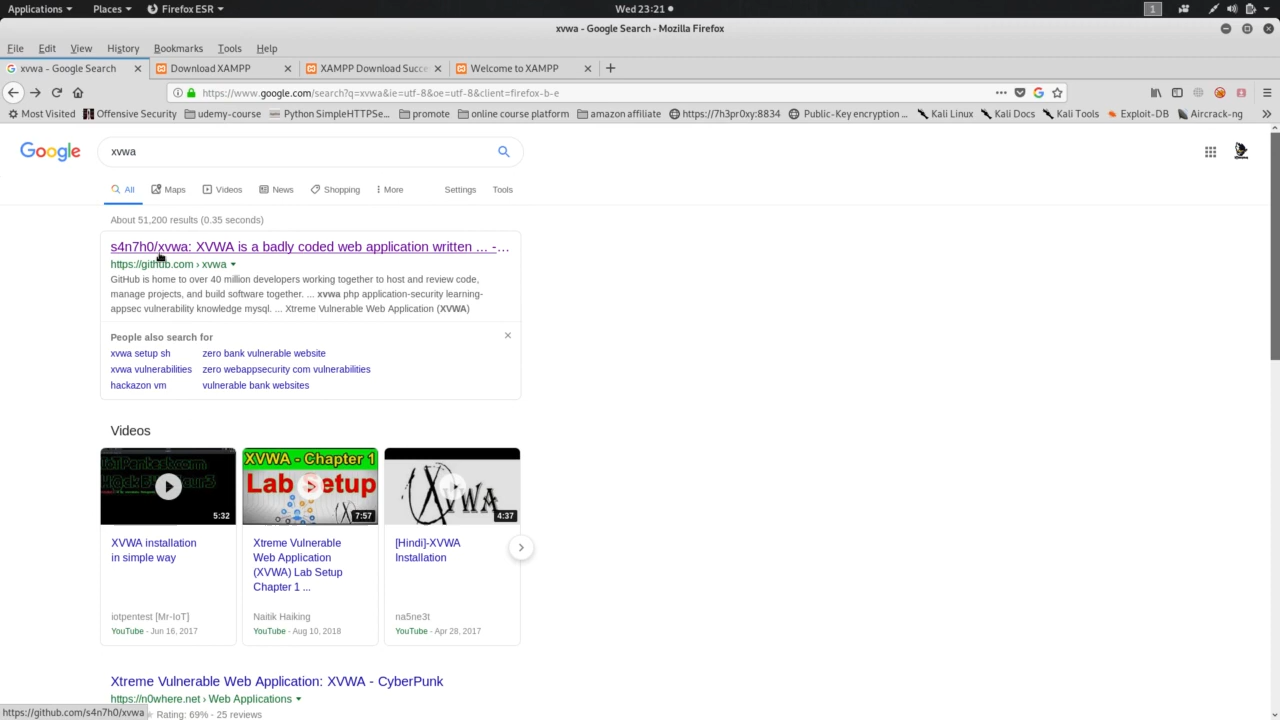 Applications Places Firefox ESR Wed 23:21 1
xvwa - Google Search - Mozilla Firefox
File Edit View History Bookmarks Tools Help
xvwa - Google Search Download XAMPP XAMPP Download Succe Welcome to XAMPP
https://www.google.com/search?q=xvwa&ie=utf-8&oe=utf-8&client=firefox-b-e
Most Visited Offensive Security udemy-course Python SimpleHTTPSe... promote online course platform amazon affiliate https://7h3pr0xy:8834 Public-Key encryption ... Kali Linux Kali Docs Kali Tools Exploit-DB Aircrack-ng
Google xvwa
All Maps Videos News Shopping More Settings Tools
About 51,200 results (0.35 seconds)
s4n7h0/xvwa: XVWA is a badly coded web application written ... -...
https://github.com › xvwa
GitHub is home to over 40 million developers working together to host and review code,
manage projects, and build software together. ... xvwa php application-security learning-
appsec vulnerability knowledge mysql. ... Xtreme Vulnerable Web Application (XVWA)
People also search for
xvwa setup sh zero bank vulnerable website
xvwa vulnerabilities zero webappsecurity com vulnerabilities
hackazon vm vulnerable bank websites
Videos
XVWA - Chapter 1
Lab Setup
XVWA
5:32 7:57 4:37
XVWA installation
in simple way
iotpentest [Mr-IoT]
YouTube - Jun 16, 2017
Xtreme Vulnerable
Web Application
(XVWA) Lab Setup
Chapter 1 ...
Naitik Haiking
YouTube - Aug 10, 2018
[Hindi]-XVWA
Installation
na5ne3t
YouTube - Apr 28, 2017
Xtreme Vulnerable Web Application: XVWA - CyberPunk
https://n0where.net › Web Applications
https://github.com/s4n7h0/xvwa Rating: 69% - 25 reviews